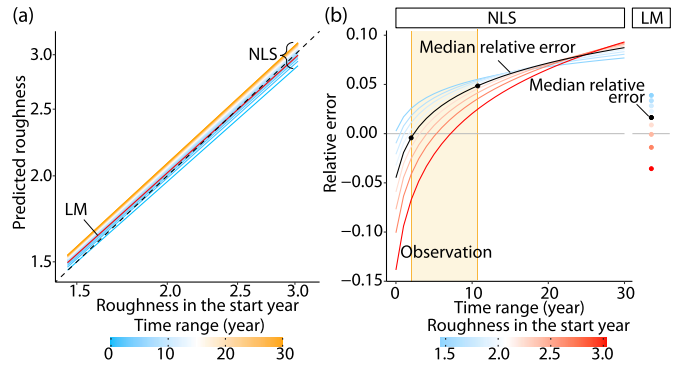 (a)
Predicted roughness
3.0
2.5
2.0
1.5
NLS
LM
1.5
2.0
2.5
3.0
Roughness in the start year
Time range (year)
0
10
20
30
(b)
NLS
LM
Relative error
0.10
0.05
0.00
−0.05
−0.10
−0.15
Median relative error
Median relative
error
Observation
0
10
20
30
Time range (year)
Roughness in the start year
1.5
2.0
2.5
3.0